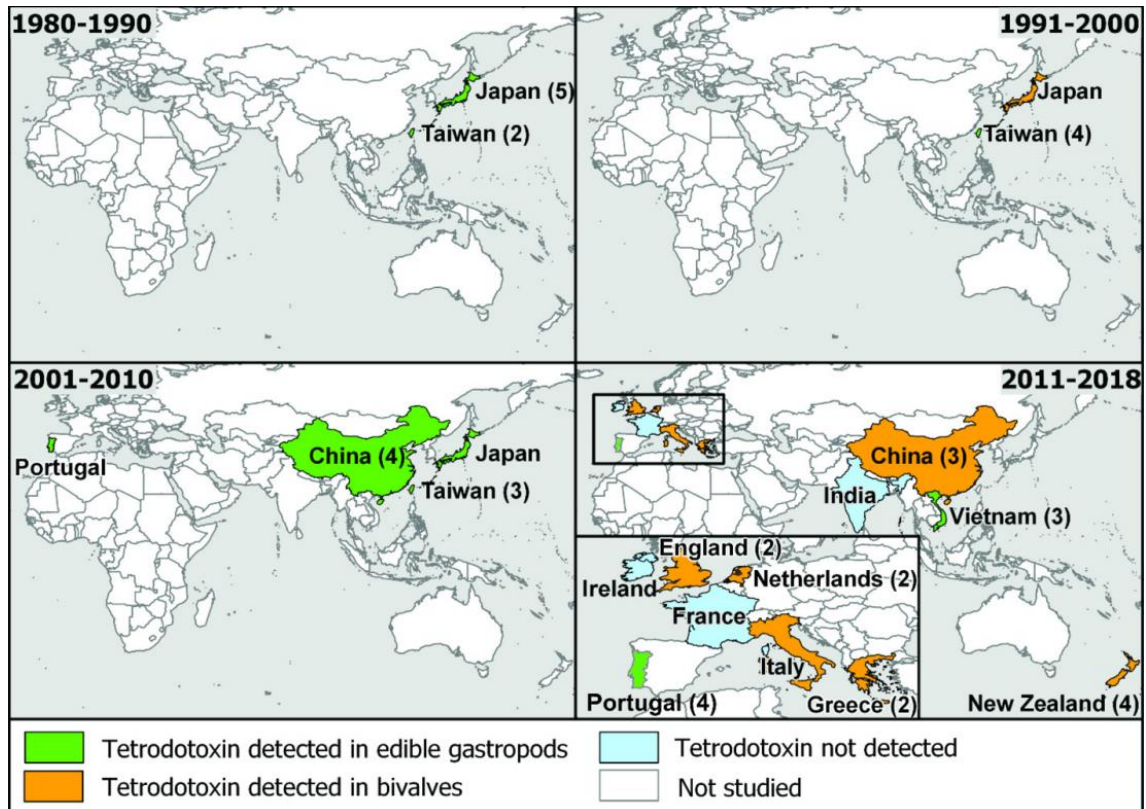 1980-1990
Japan (5)
Taiwan (2)
1991-2000
Japan
Taiwan (4)
2001-2010
Portugal
China (4)
Japan
Taiwan (3)
2011-2018
China (3)
India
Vietnam (3)
England (2)
Ireland
Netherlands (2)
France
Italy
Portugal (4)
Greece (2)
New Zealand (4)
Tetrodotoxin detected in edible gastropods
Tetrodotoxin not detected
Tetrodotoxin detected in bivalves
Not studied